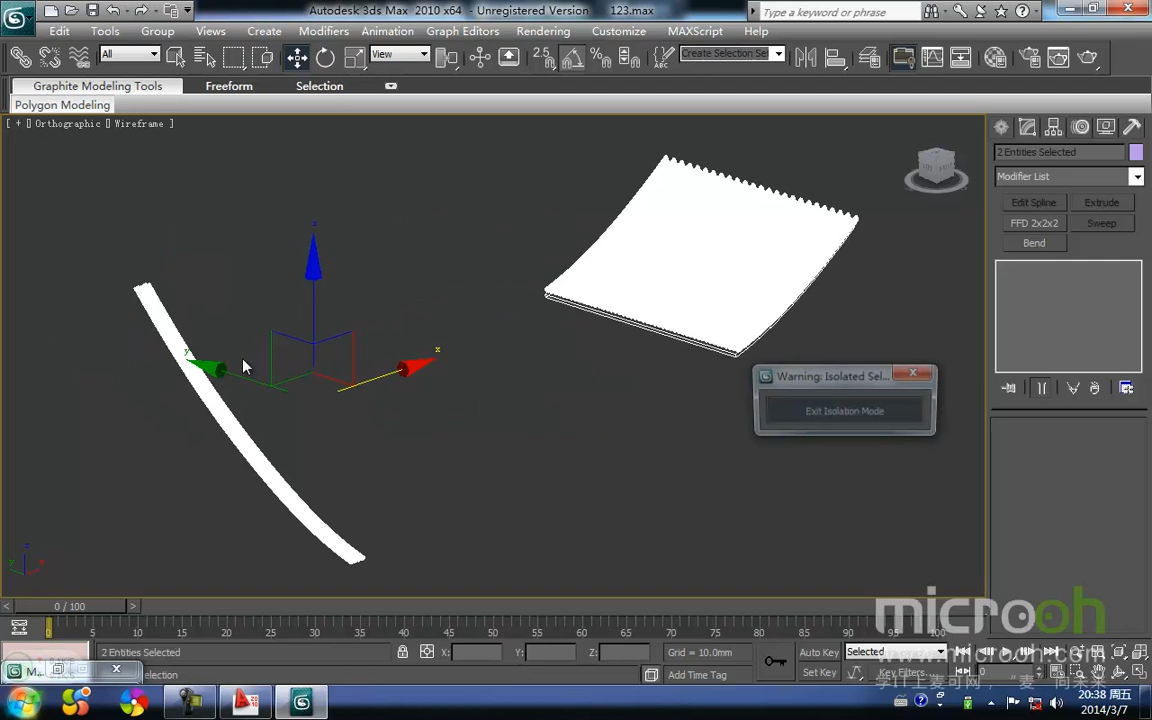 Autodesk 3ds Max 2010 x64 - Unregistered Version 123.max
Type a keyword or phrase
Edit Tools Group Views Create Modifiers Animation Graph Editors Rendering Customize MAXScript Help
All
View
2.5
Create Selection Se
Graphite Modeling Tools Freeform Selection
Polygon Modeling
[ + ] Orthographic [] Wireframe ]
2 Entities Selected
Modifier List
Edit Spline Extrude
FFD 2x2x2 Sweep
Bend
z
y
x
Warning: Isolated Sel...
Exit Isolation Mode
z
y x
microoh
www.microoh.com
< 0 / 100 >
0 5 10 15 20 25 30 35 40 45 50 55 60 65 70 75 80 85 90 95 100
2 Entities Selected X: Y: Z: Grid = 10.0mm Auto Key Selected
M... election Add Time Tag Set Key Key Filters... 0
20:38 周五
2014/3/7